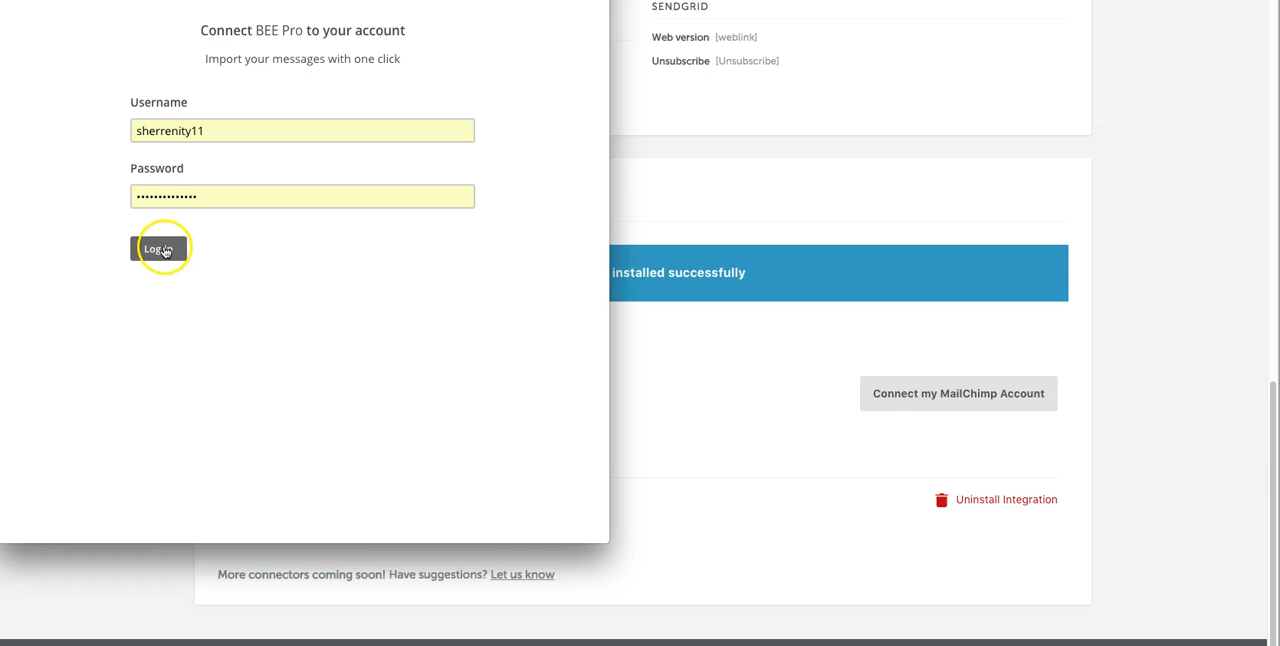 Connect BEE Pro to your account
Import your messages with one click
Username
sherrenity11
Password
••••••••••••••
Log In
SENDGRID
Web version [weblink]
Unsubscribe [Unsubscribe]
installed successfully
Connect my MailChimp Account
Uninstall Integration
More connectors coming soon! Have suggestions? Let us know